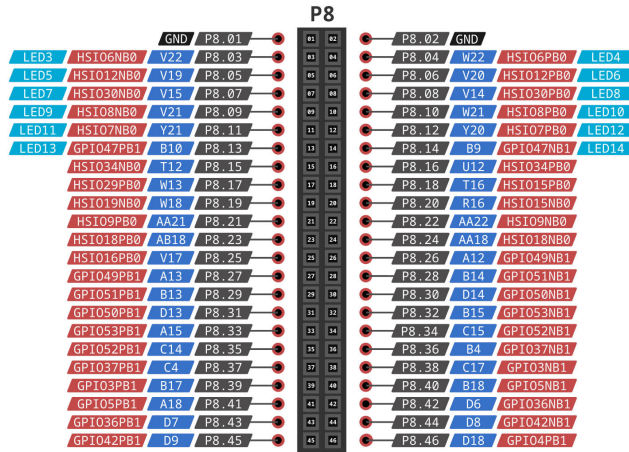 P8
GND P8.01 01 02 P8.02 GND
LED3 HSIO6NB0 V22 P8.03 03 04 P8.04 W22 HSIO6PB0 LED4
LED5 HSIO12NB0 V19 P8.05 05 06 P8.06 V20 HSIO12PB0 LED6
LED7 HSIO30NB0 V15 P8.07 07 08 P8.08 V14 HSIO30PB0 LED8
LED9 HSIO8NB0 V21 P8.09 09 10 P8.10 W21 HSIO8PB0 LED10
LED11 HSIO7NB0 Y21 P8.11 11 12 P8.12 Y20 HSIO7PB0 LED12
LED13 GPIO47PB1 B10 P8.13 13 14 P8.14 B9 GPIO47NB1 LED14
HSIO34NB0 T12 P8.15 15 16 P8.16 U12 HSIO34PB0
HSIO29PB0 W13 P8.17 17 18 P8.18 T16 HSIO15PB0
HSIO19NB0 W18 P8.19 19 20 P8.20 R16 HSIO15NB0
HSIO9PB0 AA21 P8.21 21 22 P8.22 AA22 HSIO9NB0
HSIO18PB0 AB18 P8.23 23 24 P8.24 AA18 HSIO18NB0
HSIO16PB0 V17 P8.25 25 26 P8.26 A12 GPIO49NB1
GPIO49PB1 A13 P8.27 27 28 P8.28 B14 GPIO51NB1
GPIO51PB1 B13 P8.29 29 30 P8.30 D14 GPIO50NB1
GPIO50PB1 D13 P8.31 31 32 P8.32 B15 GPIO53NB1
GPIO53PB1 A15 P8.33 33 34 P8.34 C15 GPIO52NB1
GPIO52PB1 C14 P8.35 35 36 P8.36 B4 GPIO37NB1
GPIO37PB1 C4 P8.37 37 38 P8.38 C17 GPIO3NB1
GPIO3PB1 B17 P8.39 39 40 P8.40 B18 GPIO5NB1
GPIO5PB1 A18 P8.41 41 42 P8.42 D6 GPIO36NB1
GPIO36PB1 D7 P8.43 43 44 P8.44 D8 GPIO42NB1
GPIO42PB1 D9 P8.45 45 46 P8.46 D18 GPIO4PB1